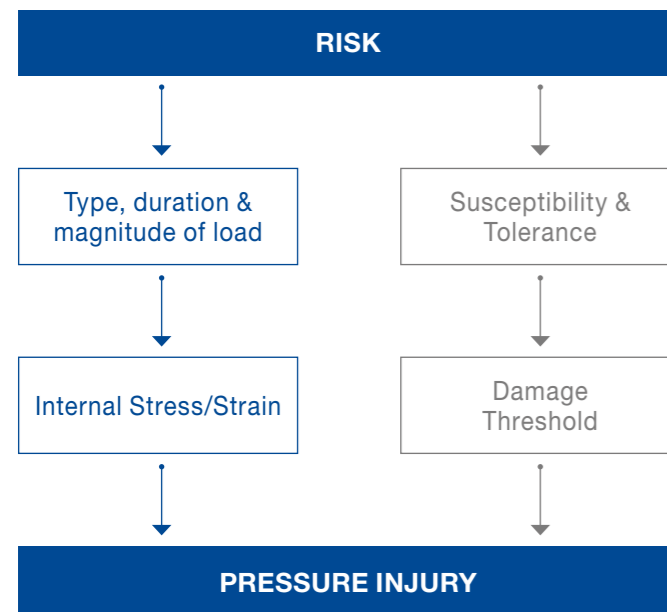 RISK
Type, duration &
magnitude of load
Susceptibility &
Tolerance
Internal Stress/Strain
Damage
Threshold
PRESSURE INJURY